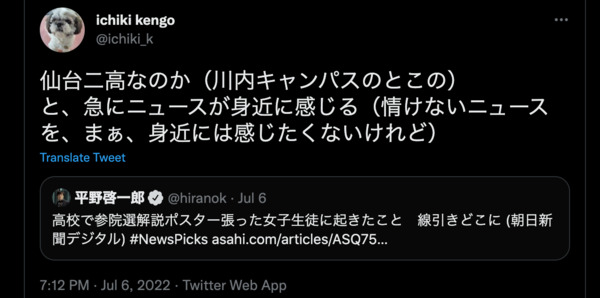 ichiki kengo
@ichiki_k
仙台二高なのか（川内キャンパスのとこの）
と、急にニュースが身近に感じる（情けないニュース
を、まぁ、身近には感じたくないけれど）
Translate Tweet
平野啓一郎 @hiranok · Jul 6
高校で参院選解説ポスター張った女子生徒に起きたこと　線引きどこに (朝日新
聞デジタル) #NewsPicks asahi.com/articles/ASQ75...
7:12 PM · Jul 6, 2022 · Twitter Web App